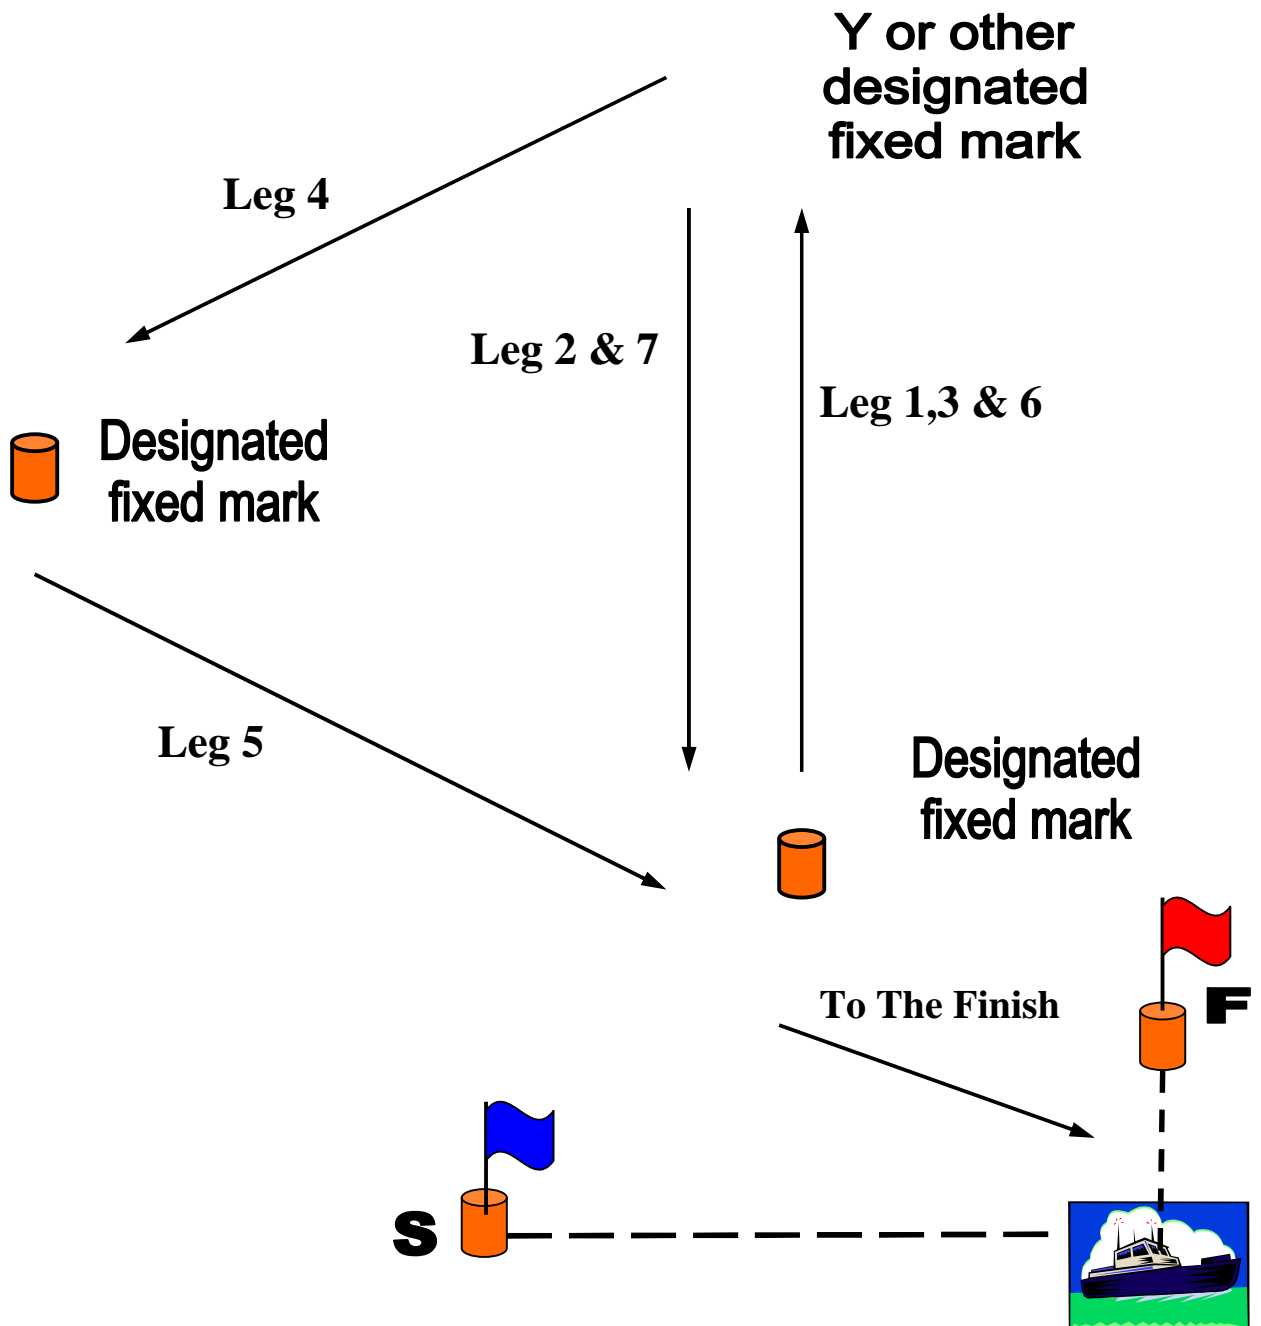 Y or other
designated
fixed mark
Leg 4
Leg 2 & 7
Leg 1,3 & 6
Designated
fixed mark
Leg 5
Designated
fixed mark
To The Finish
F
S